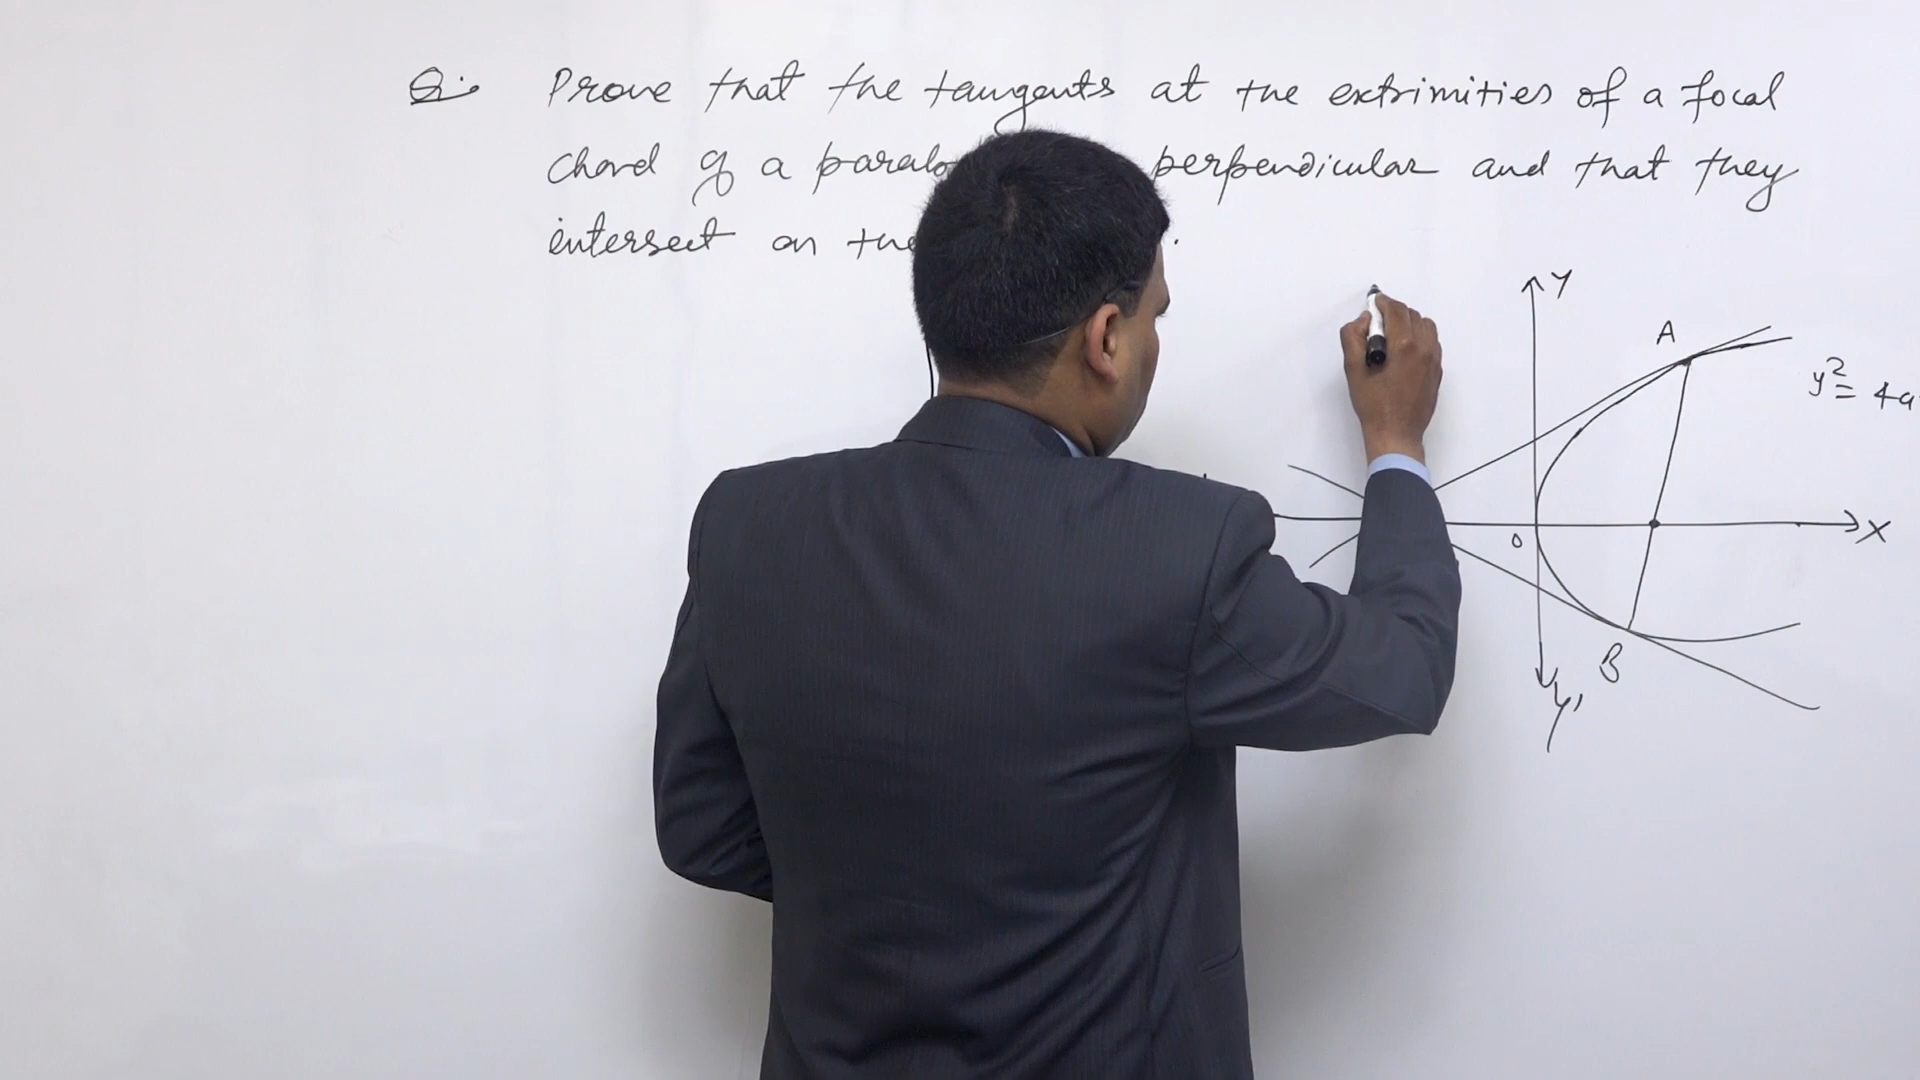 Q:. Prove that the tangents at the extrimities of a focal
chord of a parabo perpendicular and that they
intersect on the .
Y
A
y² = 4a
O
X
B
Y'